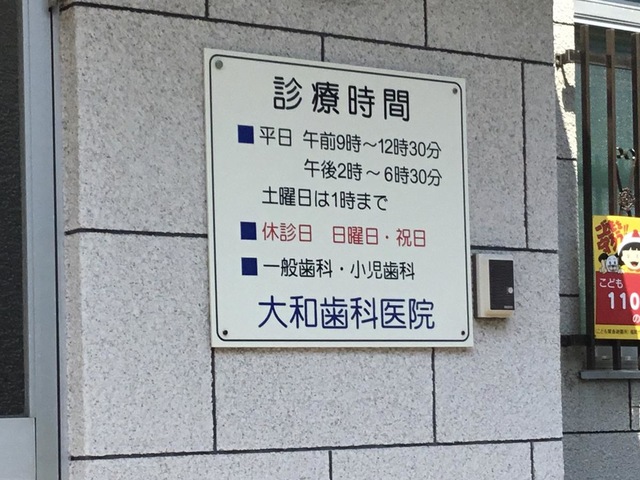 診療時間
■平日 午前9時～12時30分
午後2時～6時30分
土曜日は1時まで
■休診日 日曜日・祝日
■一般歯科・小児歯科
大和歯科医院
こども
110
の